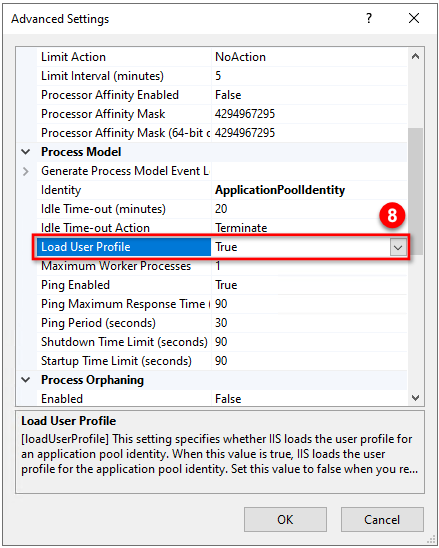 Advanced Settings
Limit Action NoAction
Limit Interval (minutes) 5
Processor Affinity Enabled False
Processor Affinity Mask 4294967295
Processor Affinity Mask (64-bit c 4294967295
Process Model
Generate Process Model Event L
Identity ApplicationPoolIdentity
Idle Time-out (minutes) 20
Idle Time-out Action Terminate
8
Load User Profile True
Maximum Worker Processes 1
Ping Enabled True
Ping Maximum Response Time ( 90
Ping Period (seconds) 30
Shutdown Time Limit (seconds) 90
Startup Time Limit (seconds) 90
Process Orphaning
Enabled False
Load User Profile
[loadUserProfile] This setting specifies whether IIS loads the user profile for
an application pool identity. When this value is true, IIS loads the user
profile for the application pool identity. Set this value to false when you re...
OK Cancel